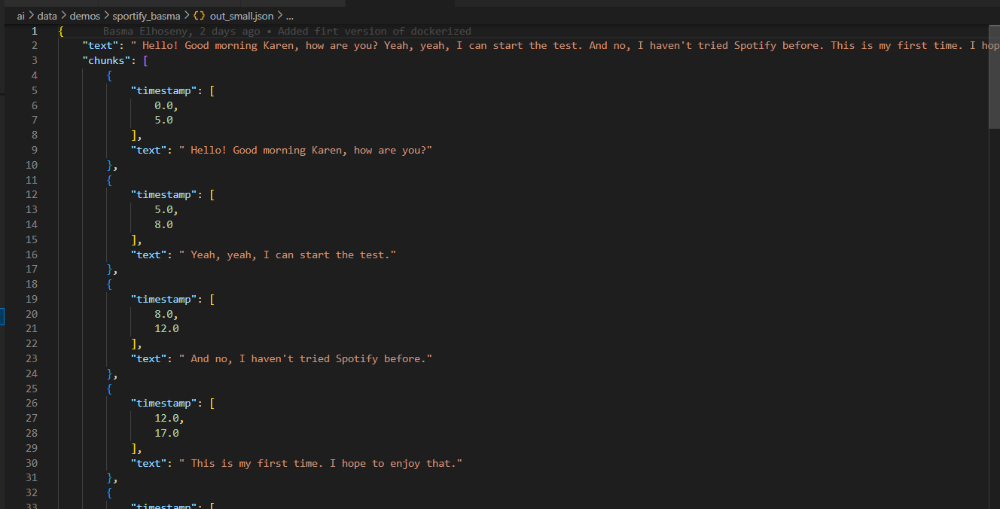 ai > data > demos > sportify_basma > {} out_small.json > ...
1 { Basma Elhoseny, 2 days ago • Added firt version of dockerized
2 "text": " Hello! Good morning Karen, how are you? Yeah, yeah, I can start the test. And no, I haven't tried Spotify before. This is my first time. I hop
3 "chunks": [
4 {
5 "timestamp": [
6 0.0,
7 5.0
8 ],
9 "text": " Hello! Good morning Karen, how are you?"
10 },
11 {
12 "timestamp": [
13 5.0,
14 8.0
15 ],
16 "text": " Yeah, yeah, I can start the test."
17 },
18 {
19 "timestamp": [
20 8.0,
21 12.0
22 ],
23 "text": " And no, I haven't tried Spotify before."
24 },
25 {
26 "timestamp": [
27 12.0,
28 17.0
29 ],
30 "text": " This is my first time. I hope to enjoy that."
31 },
32 {
33 "timestamp": [